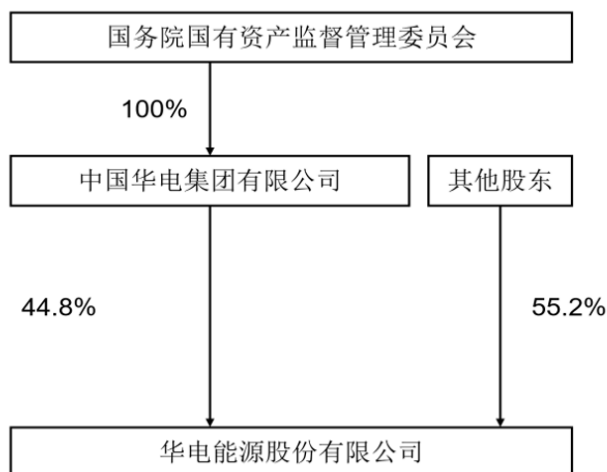 国务院国有资产监督管理委员会
100%
中国华电集团有限公司
其他股东
44.8%
55.2%
华电能源股份有限公司